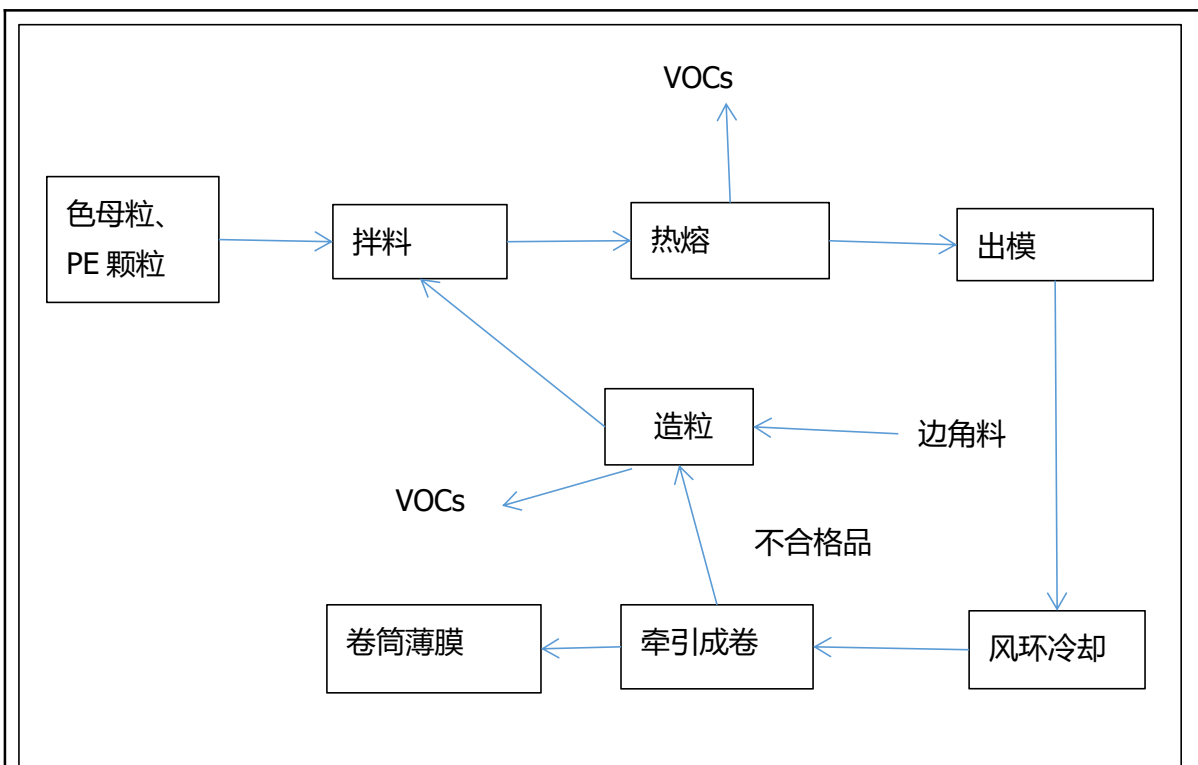 VOCs
色母粒、
PE 颗粒
拌料
热熔
出模
造粒
边角料
VOCs
不合格品
卷筒薄膜
牵引成卷
风环冷却